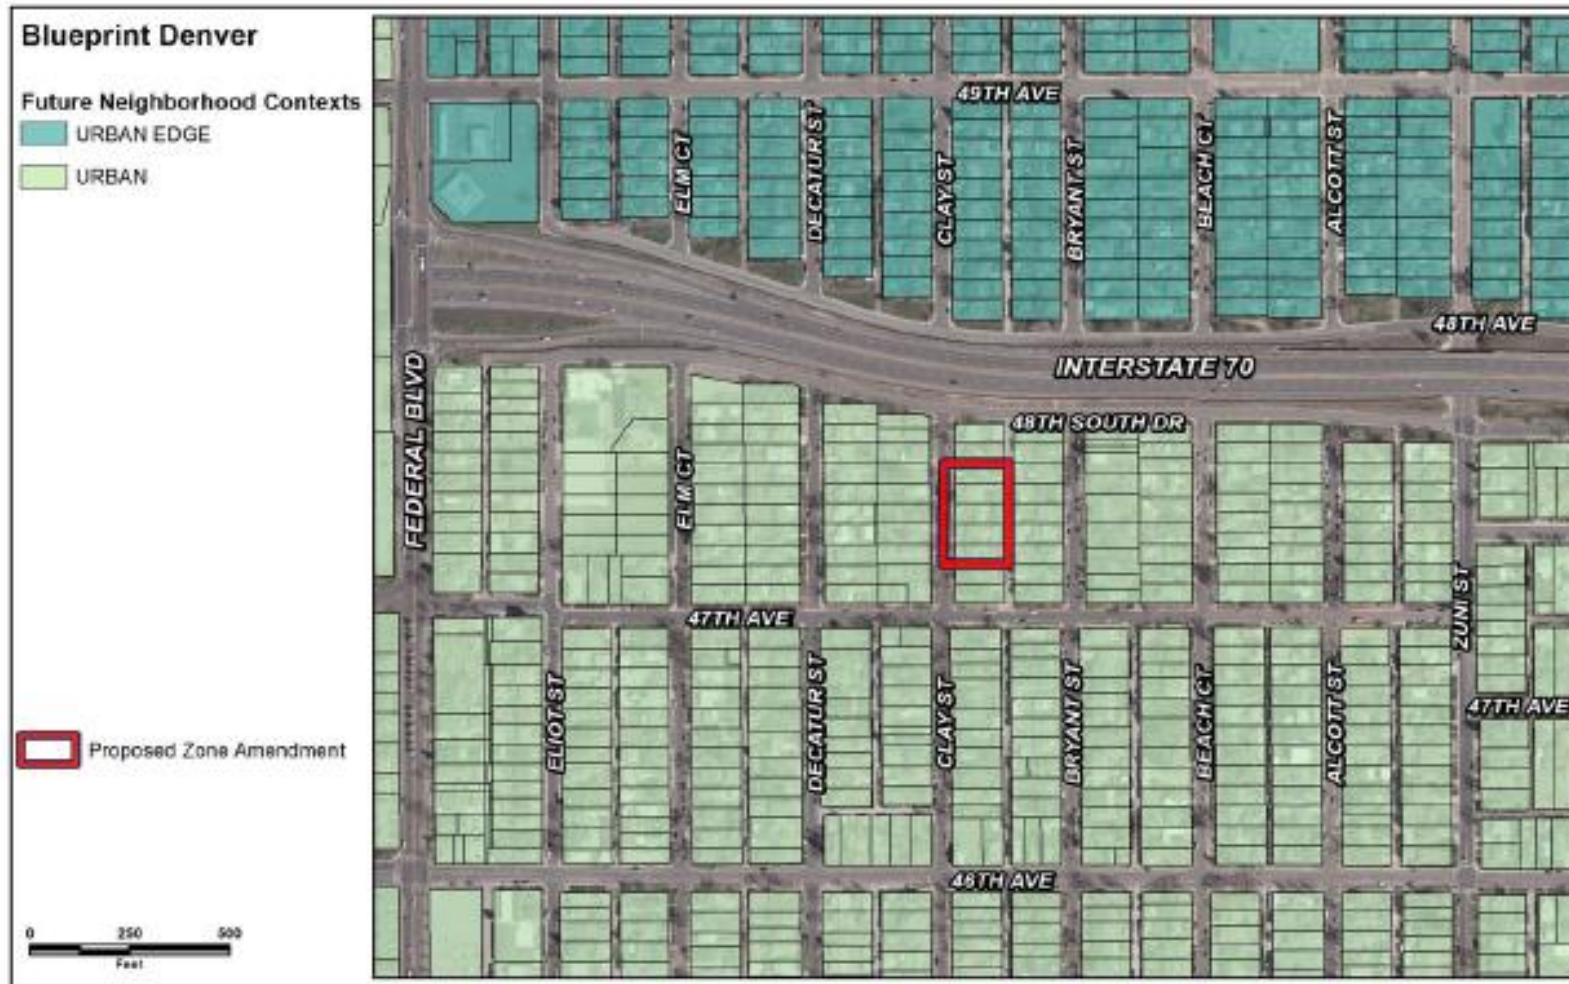 Blueprint Denver
Future Neighborhood Contexts
URBAN EDGE
URBAN
Proposed Zone Amendment
0 250 500
Feet
49TH AVE
ELM CT
DECATUR ST
CLAY ST
BRYANT ST
BEACH CT
ALCOTT ST
48TH AVE
INTERSTATE 70
FEDERAL BLVD
48TH SOUTH DR
ELM CT
47TH AVE
ZUNI ST
ELIOT ST
DECATUR ST
CLAY ST
BRYANT ST
BEACH CT
ALCOTT ST
47TH AVE
46TH AVE